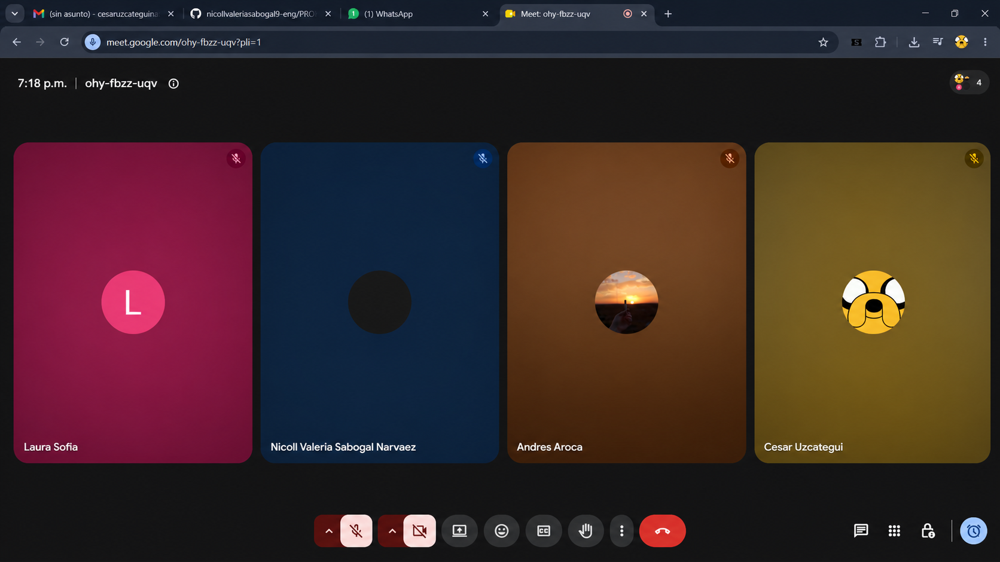 (sin asunto) - cesaruzcateguina
nicollvaleriasabogal9-eng/PRO
1
(1) WhatsApp
Meet: ohy-fbzz-uqv
S
meet.google.com/ohy-fbzz-uqv?pli=1
7:18 p.m.
ohy-fbzz-uqv
4
L
Laura Sofia
Nicoll Valeria Sabogal Narvaez
Andres Aroca
Cesar Uzcategui
CC